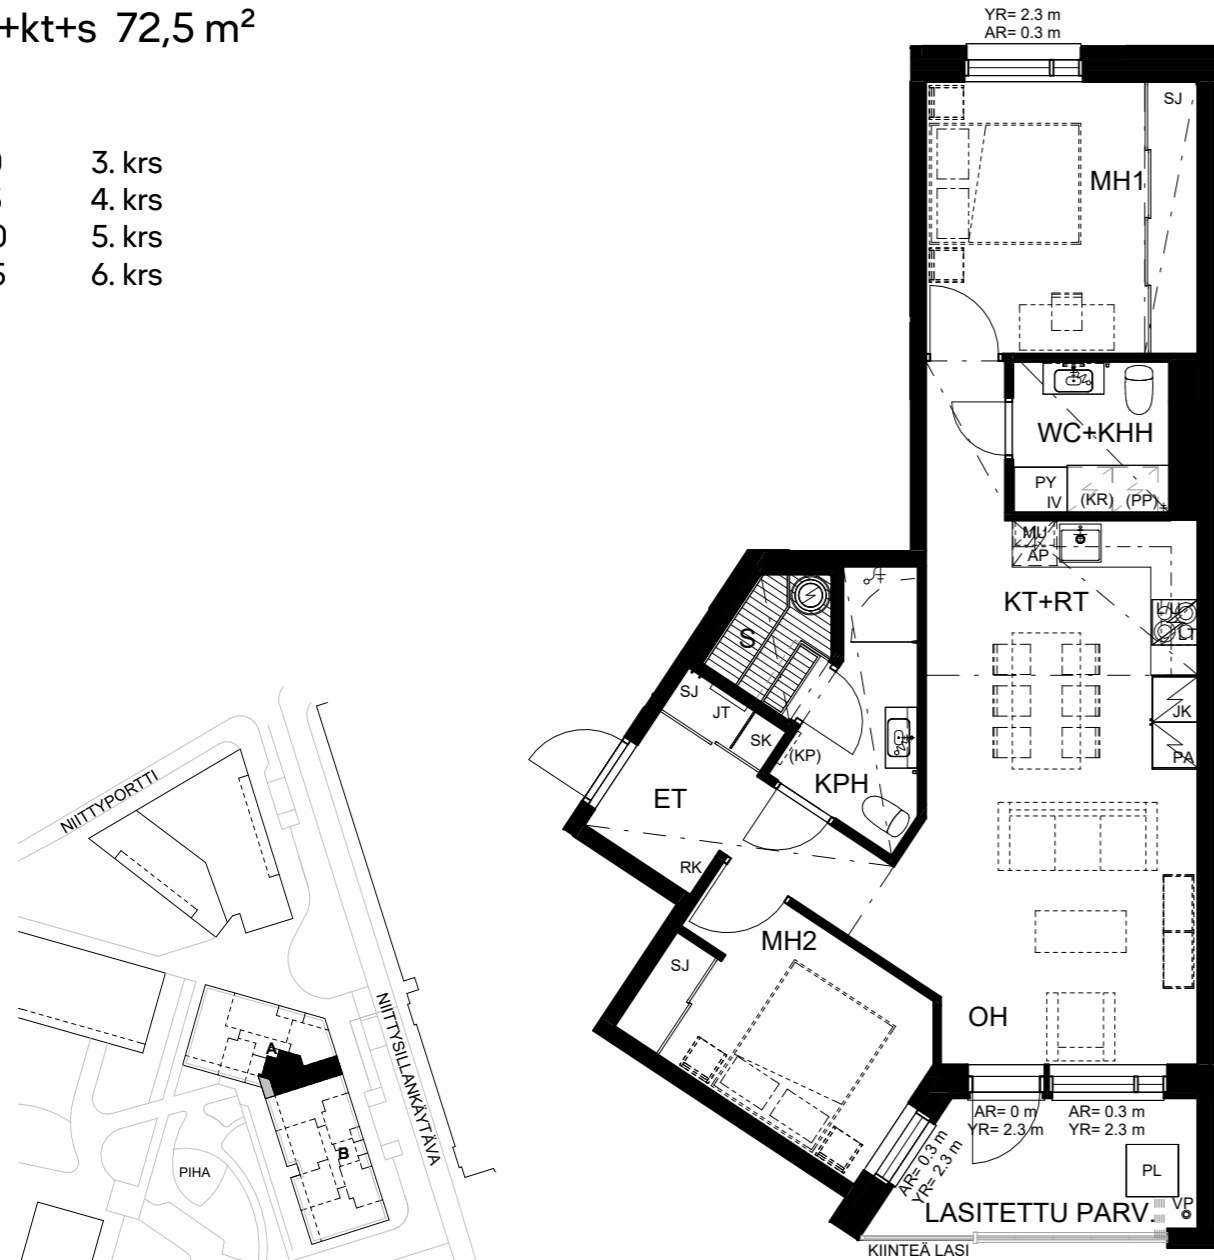 +kt+s 72,5 m²
3. krs
4. krs
5. krs
6. krs
YR= 2.3 m
AR= 0.3 m
SJ
MH1
WC+KHH
PY
IV
(KR)
(PP)
MU
AP
KT+RT
LU
LT
JK
PA
S
SJ
JT
SK
(KP)
KPH
ET
RK
MH2
SJ
OH
AR= 0 m
YR= 2.3 m
AR= 0.3 m
YR= 2.3 m
AR= 0.3 m
YR= 2.3 m
PL
VP
LASITETTU PARV.
KIINTEÄ LASI
NIITTYPORTTI
NIITTYSILLANKÄYTÄVÄ
A
B
PIHA